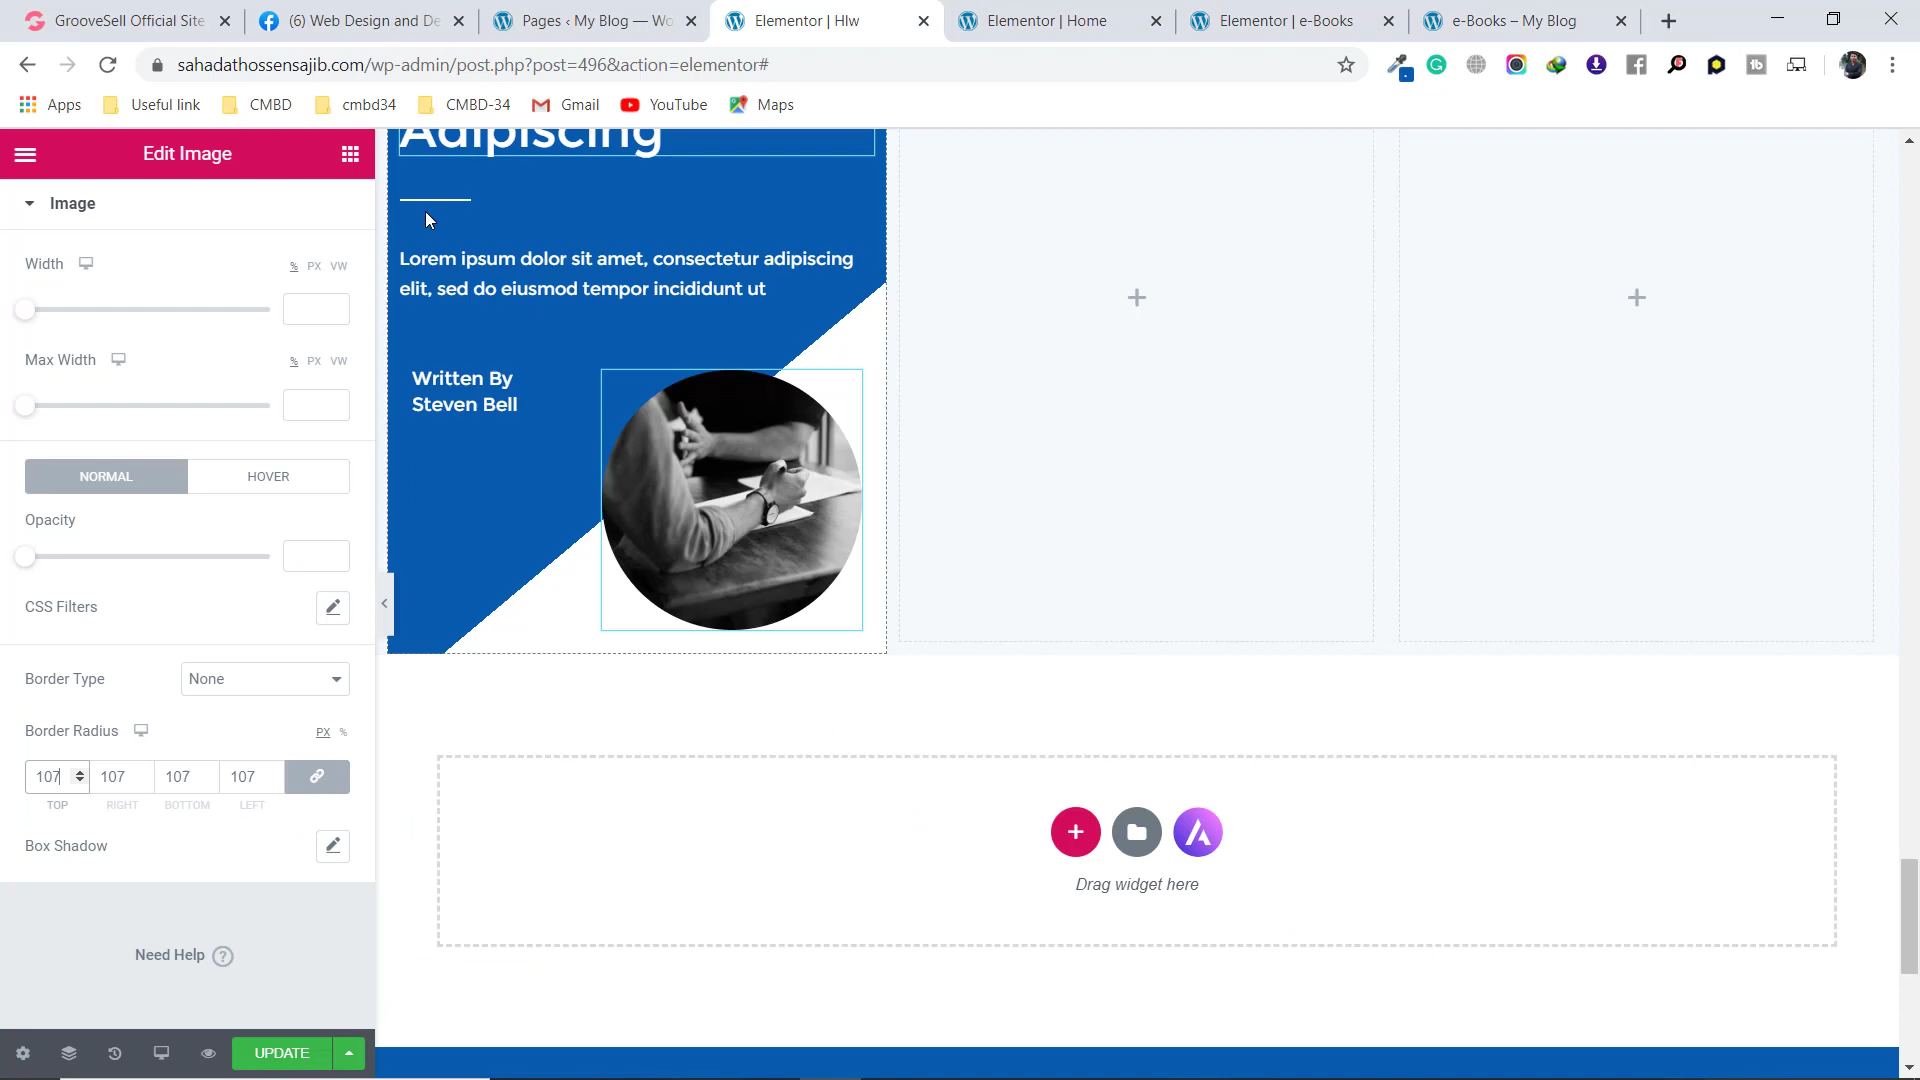 GrooveSell Official Site
(6) Web Design and De
Pages ‹ My Blog — Wo
Elementor | Hlw
Elementor | Home
Elementor | e-Books
e-Books – My Blog
sahadathossensajib.com/wp-admin/post.php?post=496&action=elementor#
Apps
Useful link
CMBD
cmbd34
CMBD-34
Gmail
YouTube
Maps
Edit Image
Image
Width
% PX VW
Max Width
% PX VW
NORMAL
HOVER
Opacity
CSS Filters
Border Type
None
Border Radius
PX %
107 107 107 107
TOP RIGHT BOTTOM LEFT
Box Shadow
Need Help ?
UPDATE
Adipiscing
Lorem ipsum dolor sit amet, consectetur adipiscing
elit, sed do eiusmod tempor incididunt ut
Written By
Steven Bell
Drag widget here